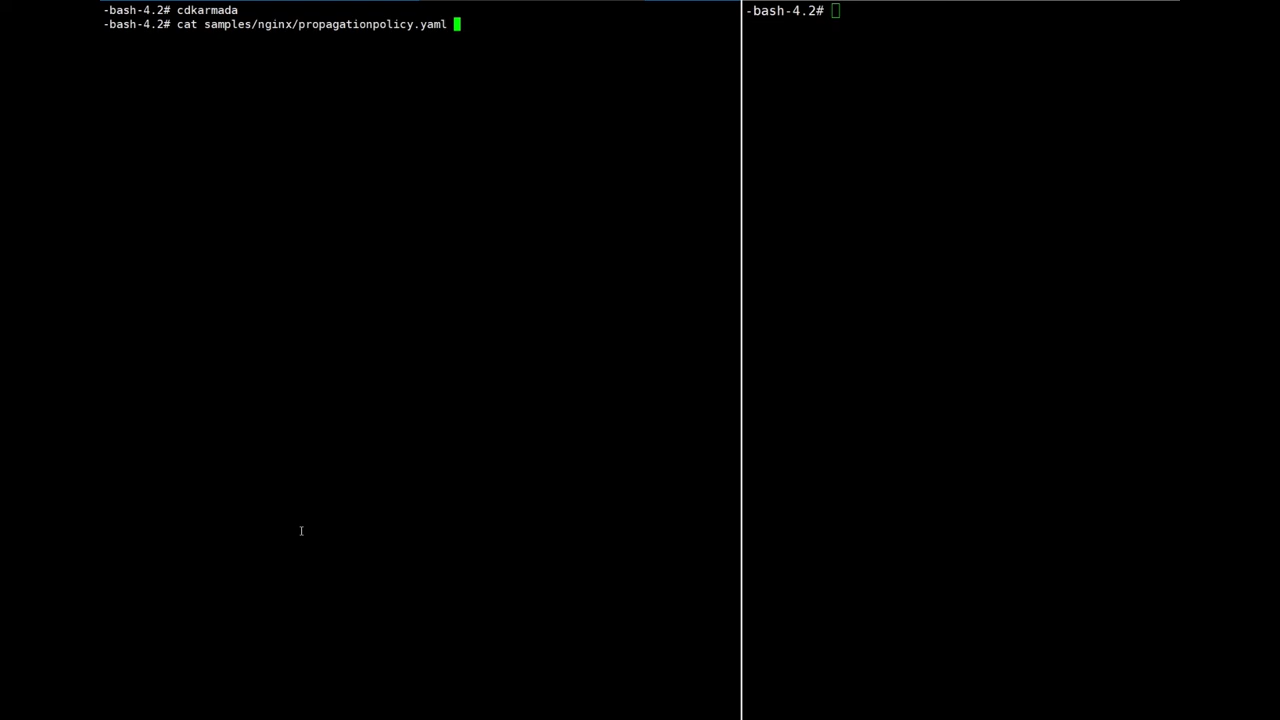 -bash-4.2# cdkarmada
-bash-4.2# cat samples/nginx/propagationpolicy.yaml
-bash-4.2#